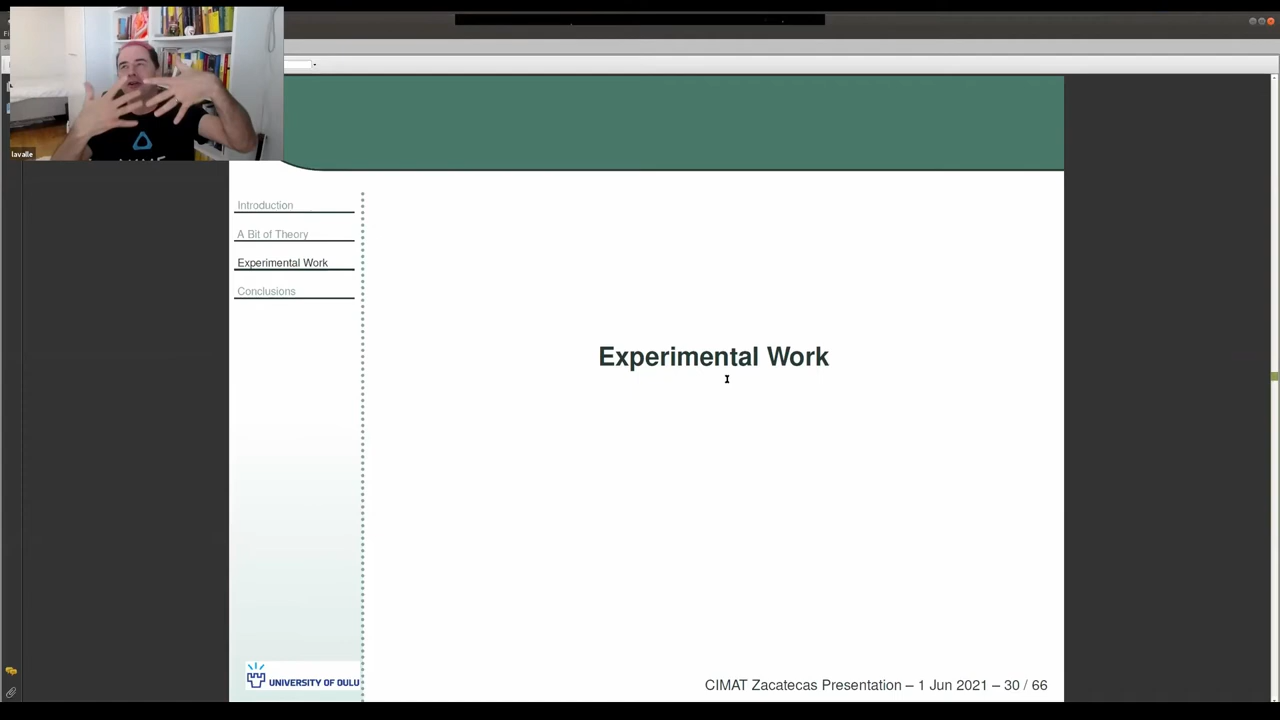 lavalle
Introduction
A Bit of Theory
Experimental Work
Conclusions
Experimental Work
UNIVERSITY OF OULU
CIMAT Zacatecas Presentation – 1 Jun 2021 – 30 / 66